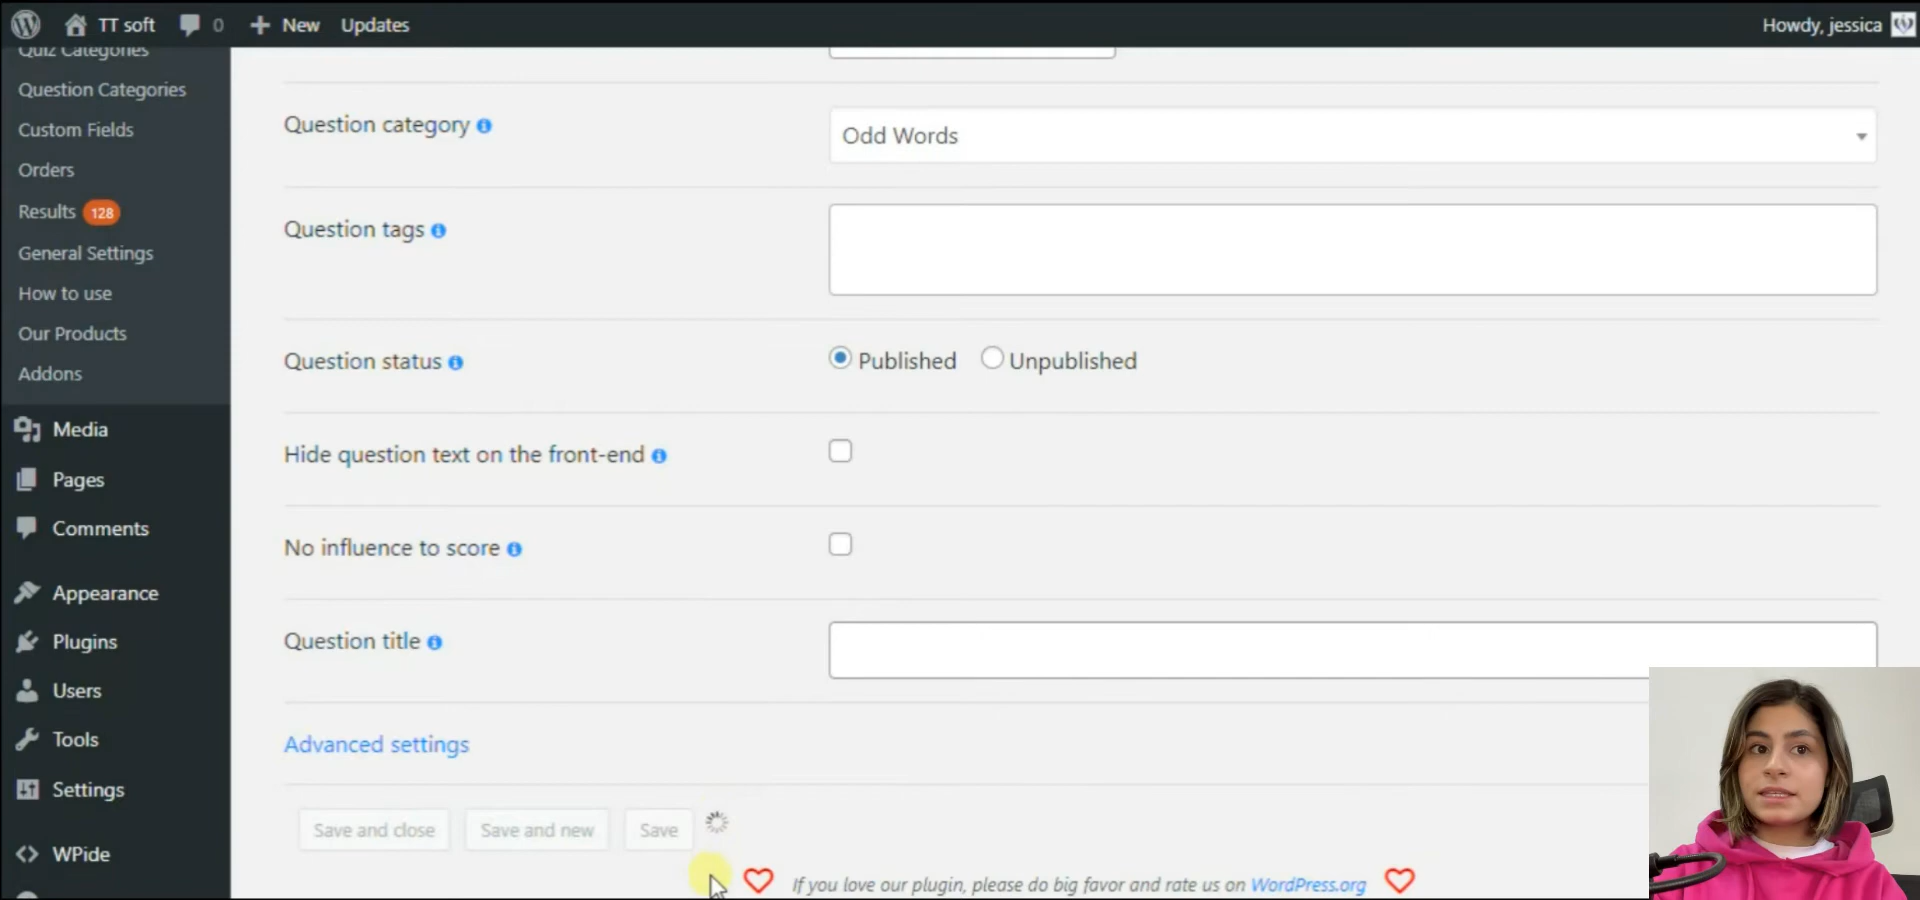 TT soft
0
New
Updates
Howdy, jessica
Quiz Categories
Question Categories
Custom Fields
Orders
Results 128
General Settings
How to use
Our Products
Addons
Media
Pages
Comments
Appearance
Plugins
Users
Tools
Settings
WPide
Question category
Odd Words
Question tags
Question status
Published
Unpublished
Hide question text on the front-end
No influence to score
Question title
Advanced settings
Save and close
Save and new
Save
If you love our plugin, please do big favor and rate us on WordPress.org